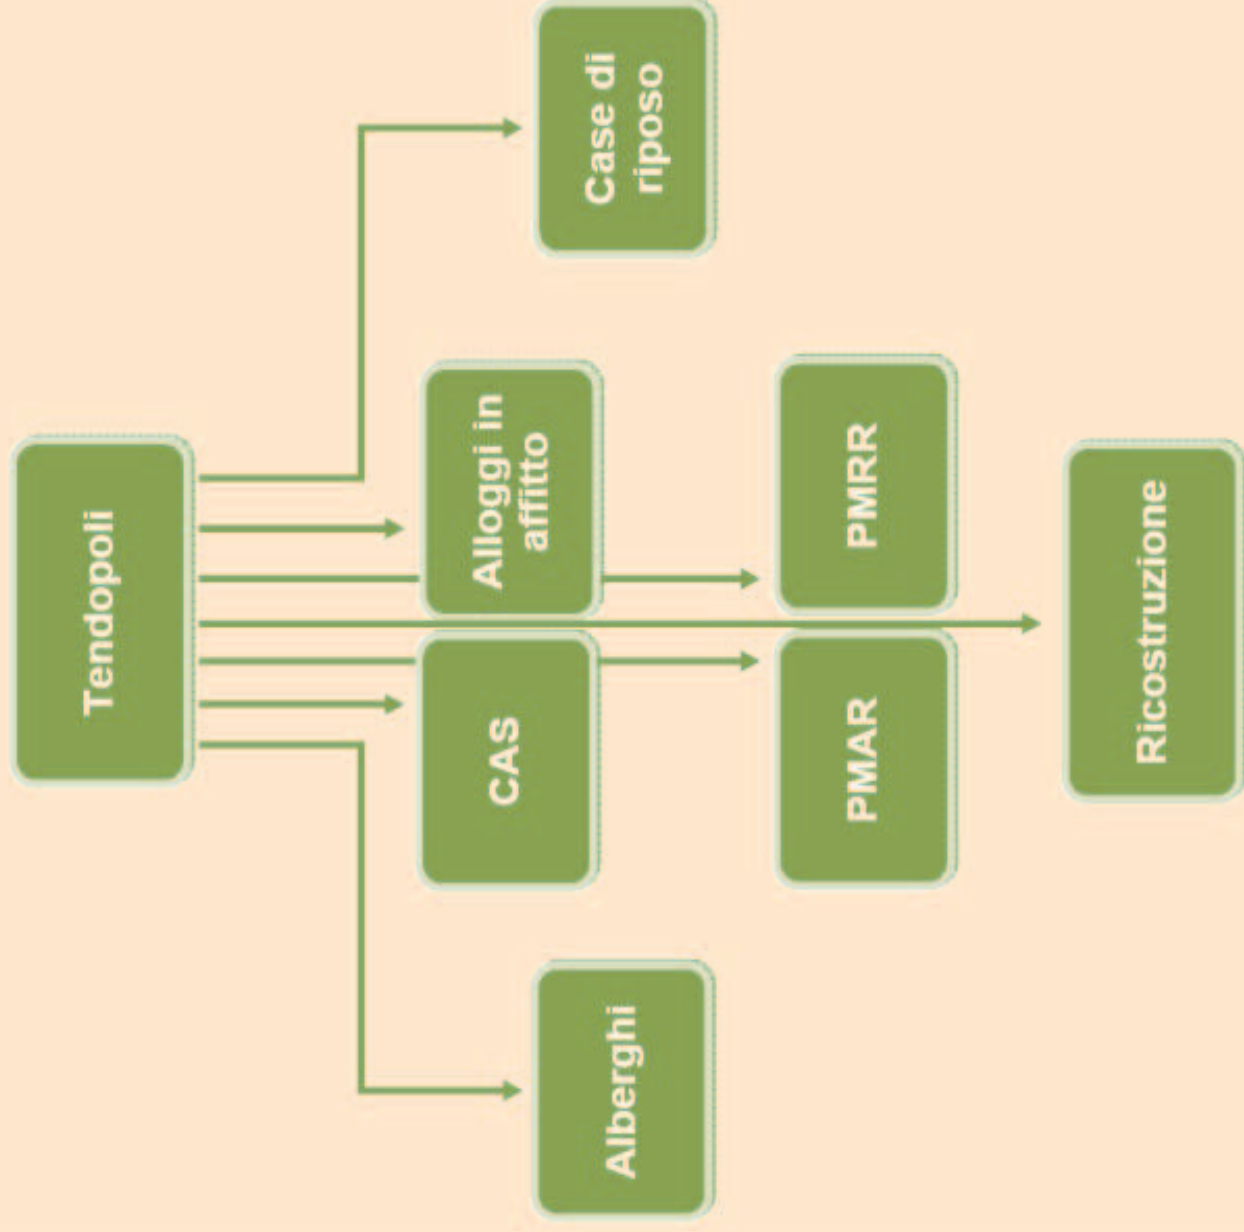 Tendopoli
Case di
riposo
Alloggi in
affitto
CAS
Alberghi
PMRR
PMAR
Ricostruzione